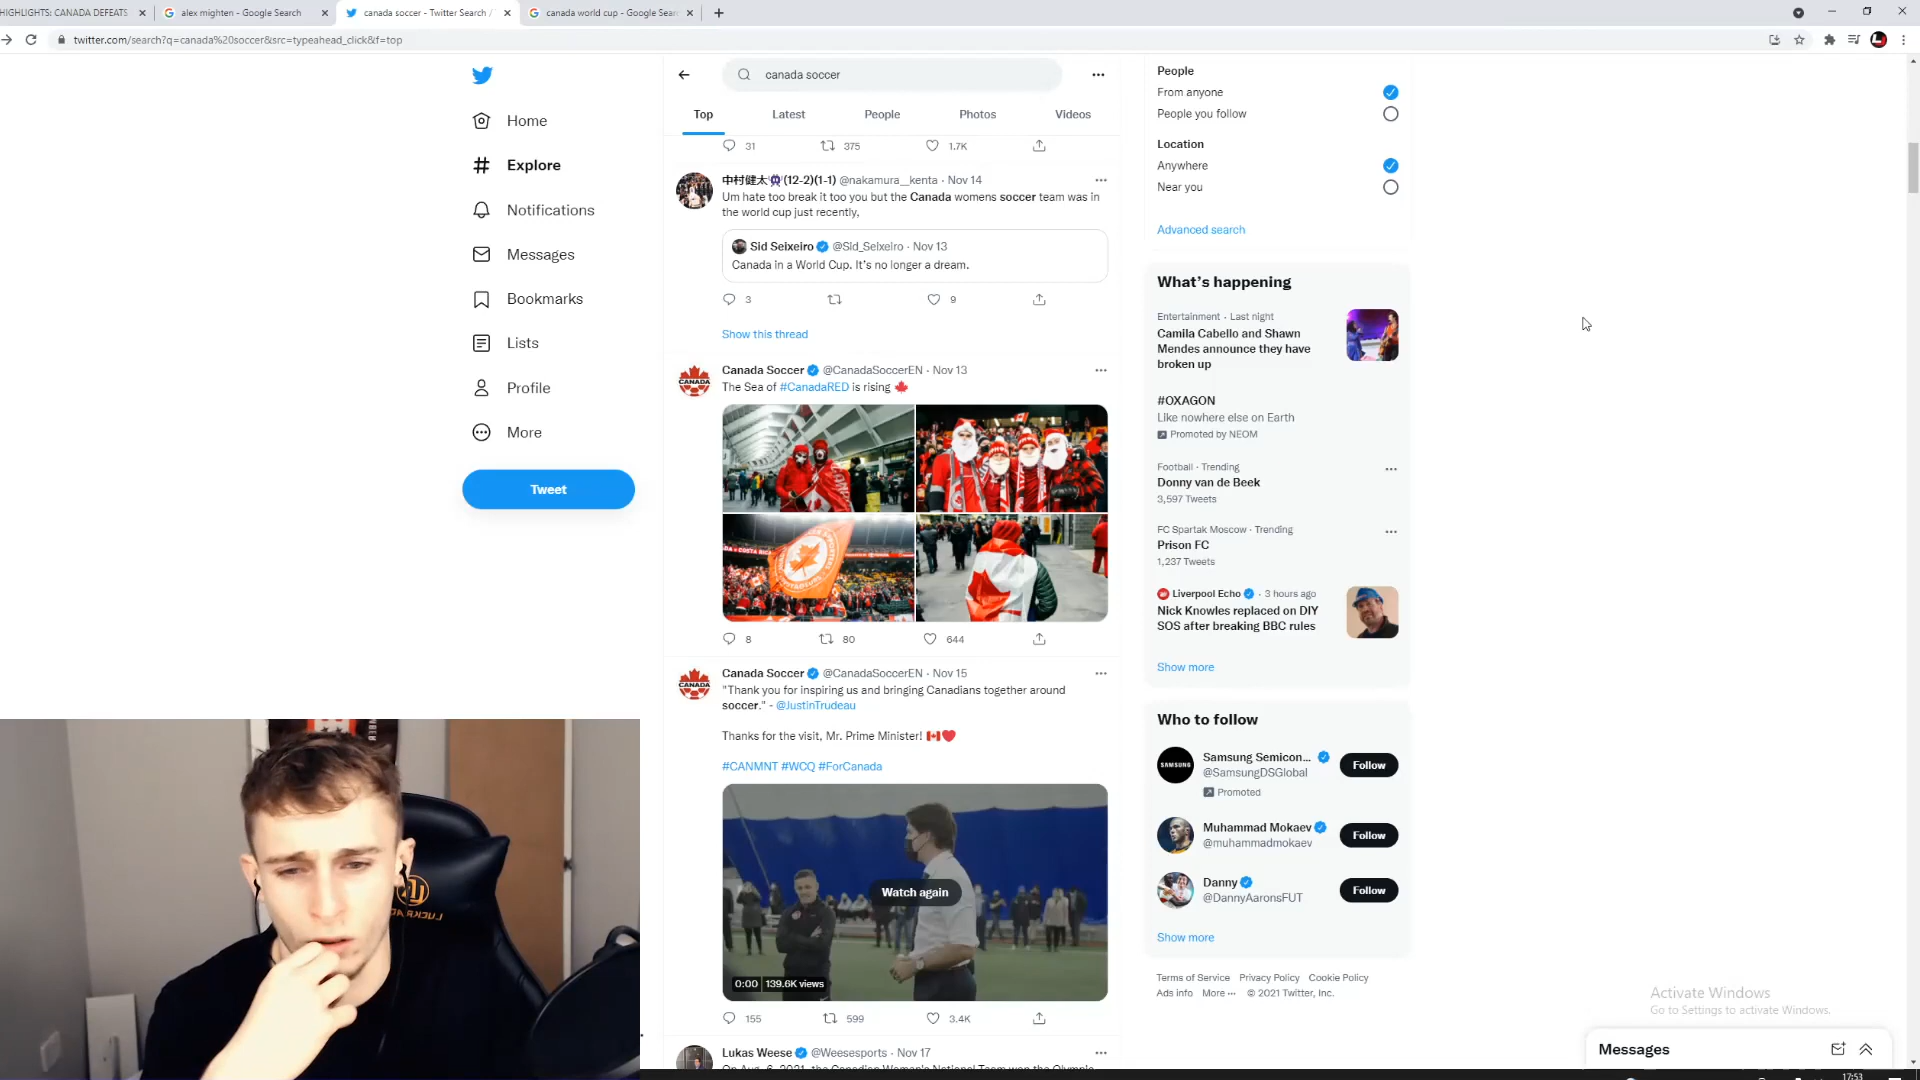 HIGHLIGHTS: CANADA DEFEATS
alex mighten - Google Search
canada soccer - Twitter Search /
canada world cup - Google Sear
twitter.com/search?q=canada%20soccer&src=typeahead_click&f=top
Home
Explore
Notifications
Messages
Bookmarks
Lists
Profile
More
Tweet
canada soccer
Top
Latest
People
Photos
Videos
31
375
1.7K
中村健太 (12-2)(1-1) @nakamura__kenta · Nov 14
Um hate too break it too you but the Canada womens soccer team was in
the world cup just recently,
Sid Seixeiro @Sid_Seixeiro · Nov 13
Canada in a World Cup. It's no longer a dream.
3
9
Show this thread
Canada Soccer @CanadaSoccerEN · Nov 13
The Sea of #CanadaRED is rising 🍁
CANADA
8
80
644
Canada Soccer @CanadaSoccerEN · Nov 15
"Thank you for inspiring us and bringing Canadians together around
soccer." - @JustinTrudeau
Thanks for the visit, Mr. Prime Minister! 🇨🇦❤️
#CANMNT #WCQ #ForCanada
CANADA
Watch again
0:00
139.6K views
155
599
3.4K
Lukas Weese @Weesesports · Nov 17
People
From anyone
People you follow
Location
Anywhere
Near you
Advanced search
What's happening
Entertainment · Last night
Camila Cabello and Shawn
Mendes announce they have
broken up
#OXAGON
Like nowhere else on Earth
Promoted by NEOM
Football · Trending
Donny van de Beek
3,597 Tweets
FC Spartak Moscow · Trending
Prison FC
1,237 Tweets
Liverpool Echo · 3 hours ago
Nick Knowles replaced on DIY
SOS after breaking BBC rules
Show more
Who to follow
SAMSUNG
Samsung Semicon...
@SamsungDSGlobal
Promoted
Follow
Muhammad Mokaev
@muhammadmokaev
Follow
Danny
@DannyAaronsFUT
Follow
Show more
Terms of Service Privacy Policy Cookie Policy
Ads info More ··· © 2021 Twitter, Inc.
Activate Windows
Go to Settings to activate Windows.
Messages
17:53